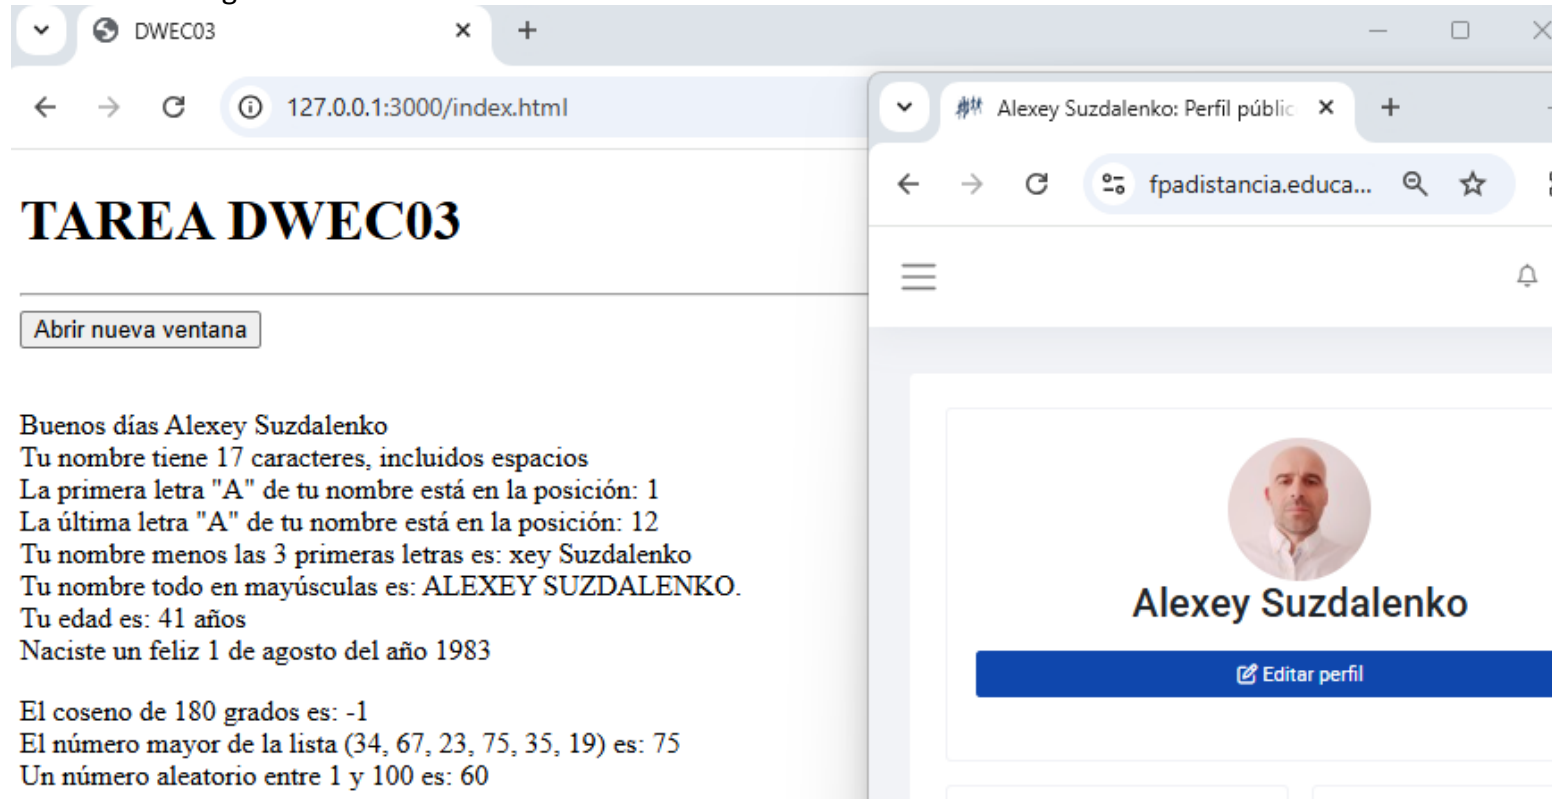 DWEC03
127.0.0.1:3000/index.html
TAREA DWEC03
Abrir nueva ventana
Buenos días Alexey Suzdalenko
Tu nombre tiene 17 caracteres, incluidos espacios
La primera letra "A" de tu nombre está en la posición: 1
La última letra "A" de tu nombre está en la posición: 12
Tu nombre menos las 3 primeras letras es: xey Suzdalenko
Tu nombre todo en mayúsculas es: ALEXEY SUZDALENKO.
Tu edad es: 41 años
Naciste un feliz 1 de agosto del año 1983
El coseno de 180 grados es: -1
El número mayor de la lista (34, 67, 23, 75, 35, 19) es: 75
Un número aleatorio entre 1 y 100 es: 60
Alexey Suzdalenko: Perfil públic
fpadistancia.educa...
Alexey Suzdalenko
Editar perfil